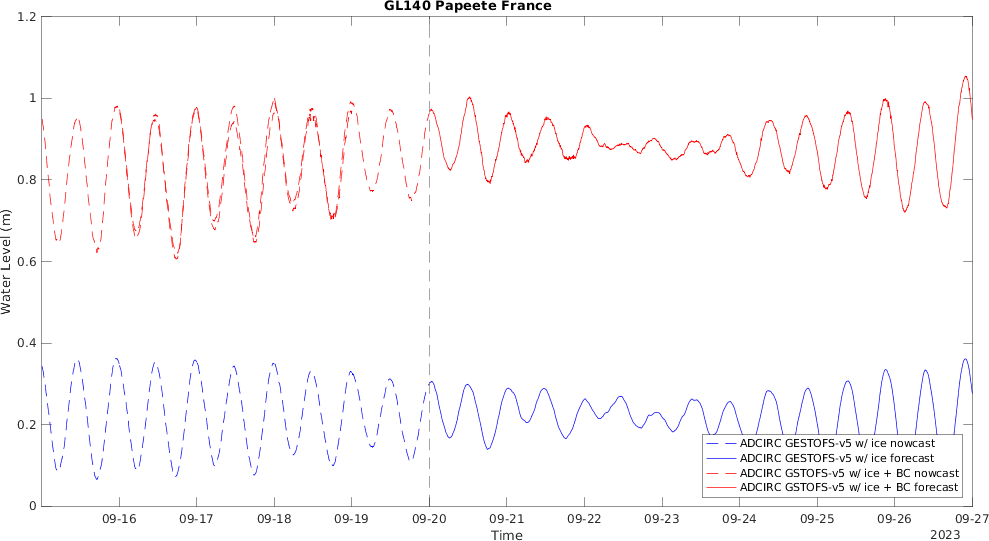 GL140 Papeete France
1.2
1
0.8
0.6
0.4
0.2
0
Water Level (m)
09-16 09-17 09-18 09-19 09-20 09-21 09-22 09-23 09-24 09-25 09-26 09-27
Time
2023
ADCIRC GESTOFS-v5 w/ ice nowcast
ADCIRC GESTOFS-v5 w/ ice forecast
ADCIRC GSTOFS-v5 w/ ice + BC nowcast
ADCIRC GSTOFS-v5 w/ ice + BC forecast